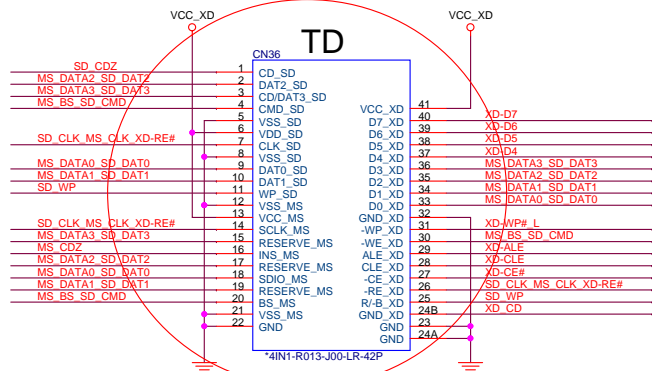 VCC_XD
VCC_XD
TD
CN36
SD_CDZ 1 CD_SD
MS_DATA2_SD_DAT2 2 DAT2_SD
MS_DATA3_SD_DAT3 3 CD/DAT3_SD
MS_BS_SD_CMD 4 CMD_SD
5 VSS_SD
6 VDD_SD
SD_CLK_MS_CLK_XD-RE# 7 CLK_SD
8 VSS_SD
MS_DATA0_SD_DAT0 9 DAT0_SD
MS_DATA1_SD_DAT1 10 DAT1_SD
SD_WP 11 WP_SD
12 VSS_MS
13 VCC_MS
SD_CLK_MS_CLK_XD-RE# 14 SCLK_MS
MS_DATA3_SD_DAT3 15 RESERVE_MS
MS_CDZ 16 INS_MS
MS_DATA2_SD_DAT2 17 RESERVE_MS
MS_DATA0_SD_DAT0 18 SDIO_MS
MS_DATA1_SD_DAT1 19 RESERVE_MS
MS_BS_SD_CMD 20 BS_MS
21 VSS_MS
22 GND
VCC_XD 41
D7_XD 40 XD-D7
D6_XD 39 XD-D6
D5_XD 38 XD-D5
D4_XD 37 XD-D4
D3_XD 36 MS_DATA3_SD_DAT3
D2_XD 35 MS_DATA2_SD_DAT2
D1_XD 34 MS_DATA1_SD_DAT1
D0_XD 33 MS_DATA0_SD_DAT0
GND_XD 32
-WP_XD 31 XD-WP#_L
-WE_XD 30 MS_BS_SD_CMD
ALE_XD 29 XD-ALE
CLE_XD 28 XD-CLE
-CE_XD 27 XD-CE#
-RE_XD 26 SD_CLK_MS_CLK_XD-RE#
R/-B_XD 25 SD_WP
GND_XD 24B XD_CD
GND 23
GND 24A
*4IN1-R013-J00-LR-42P